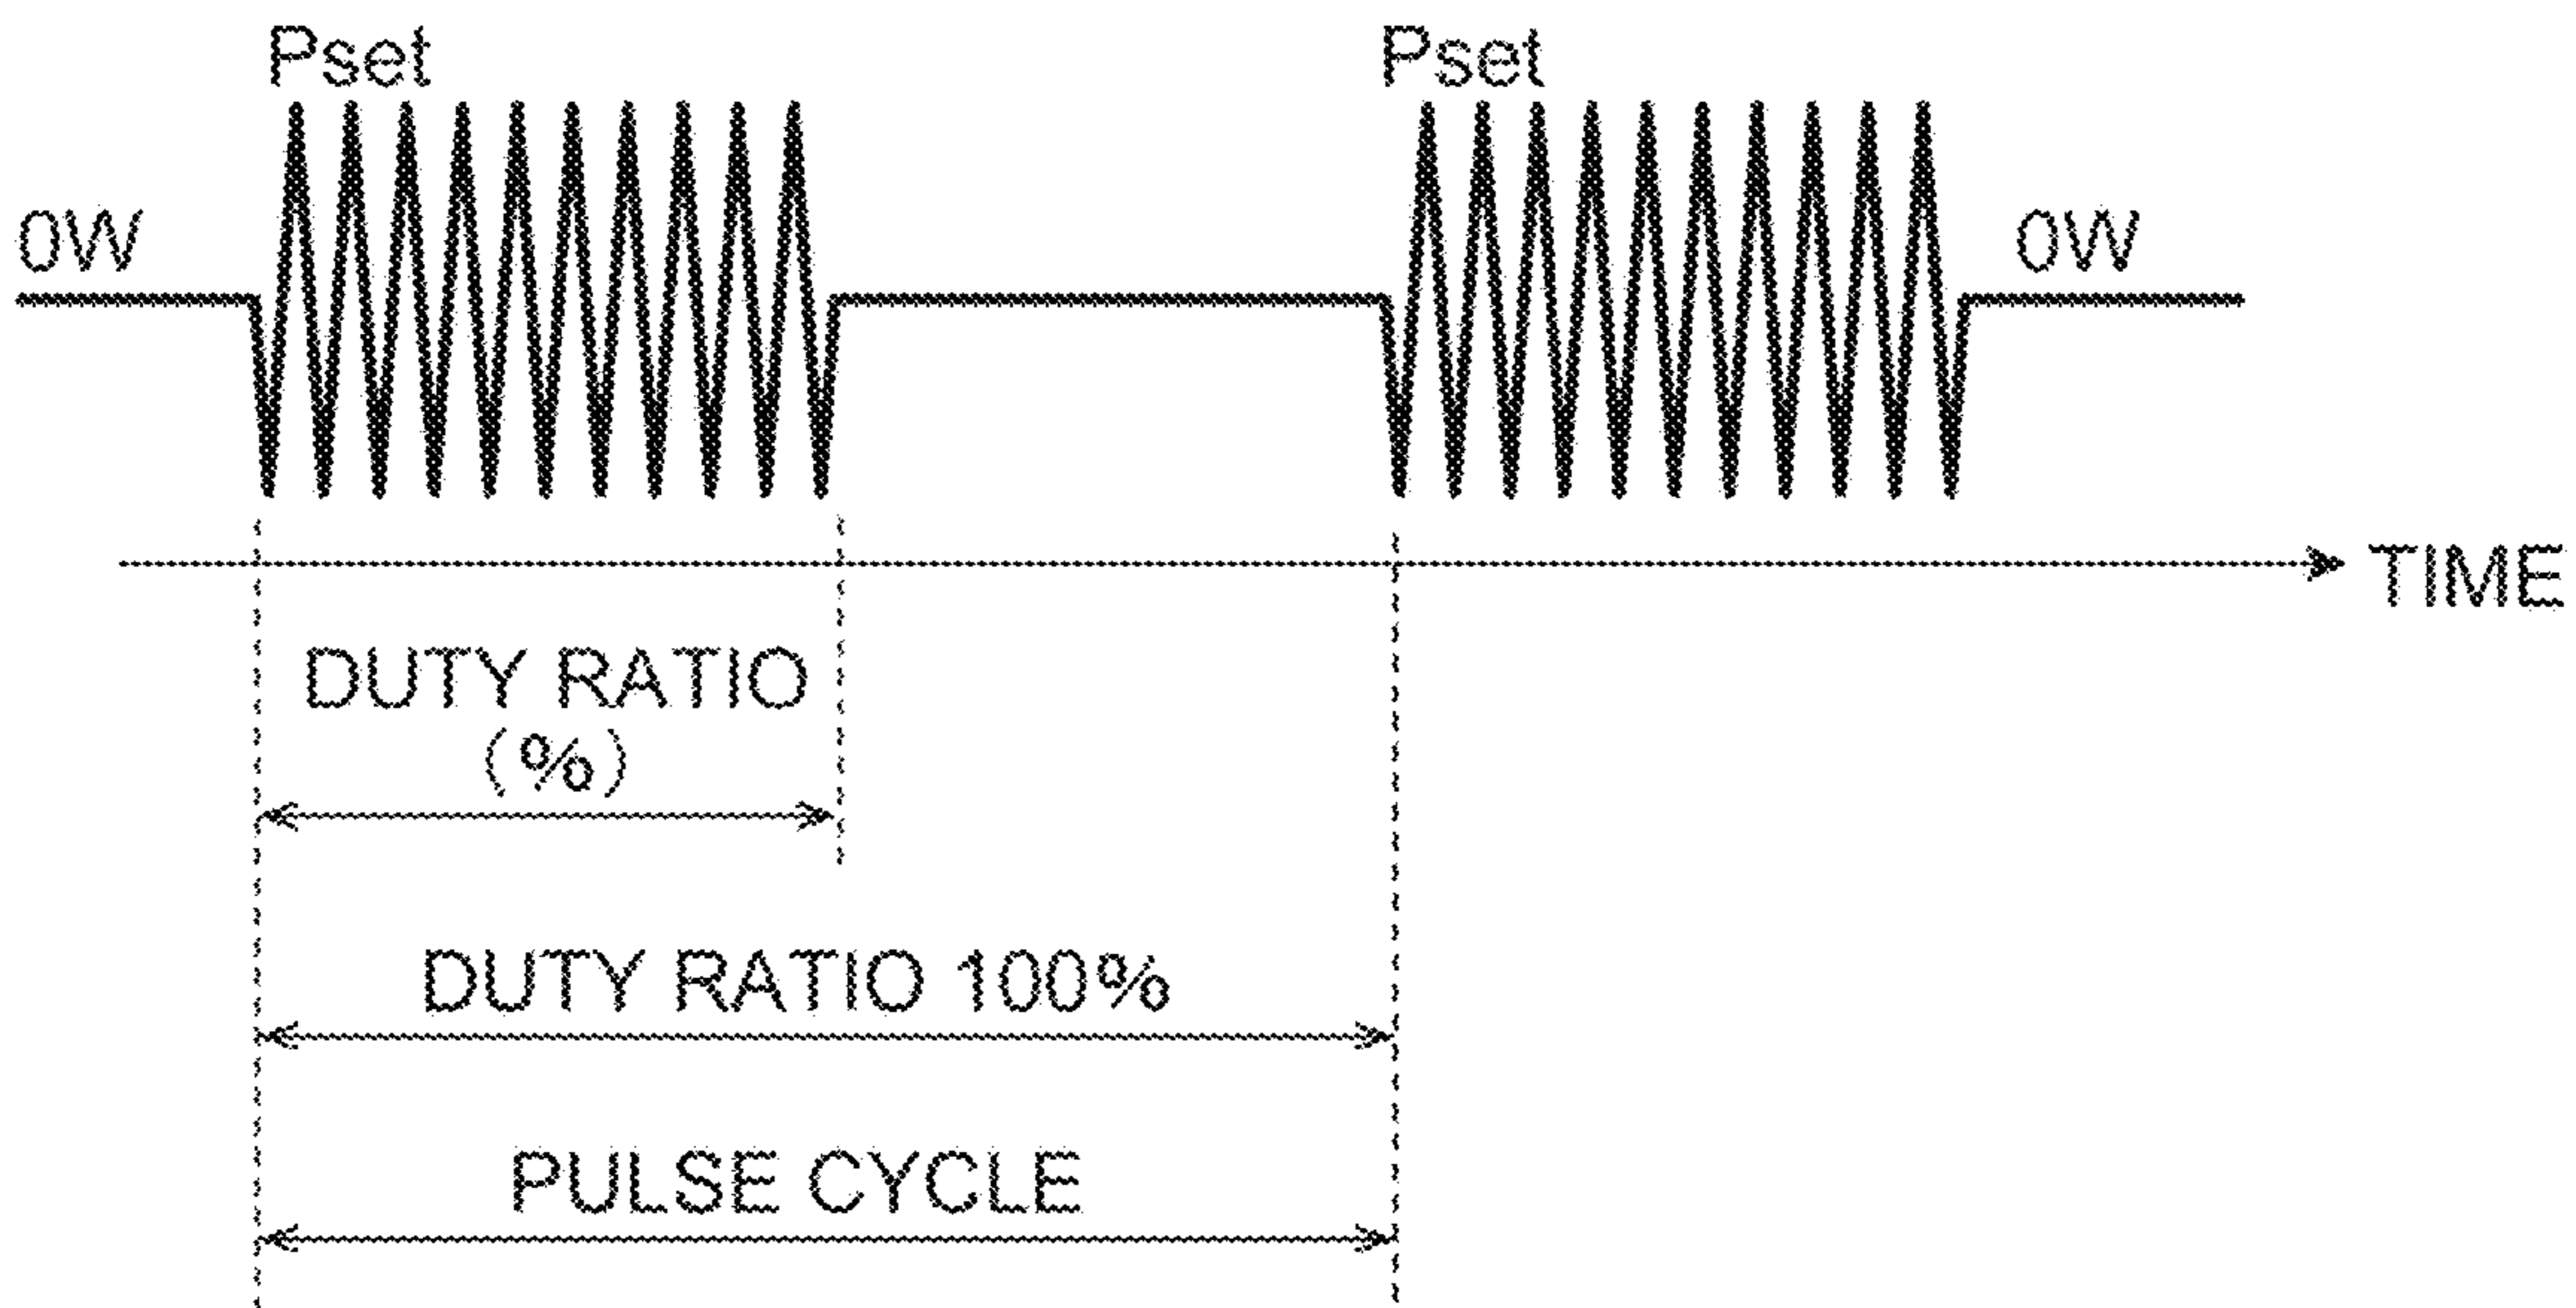 Pset
Pset
0W
0W
TIME
DUTY RATIO
(%)
DUTY RATIO 100%
PULSE CYCLE